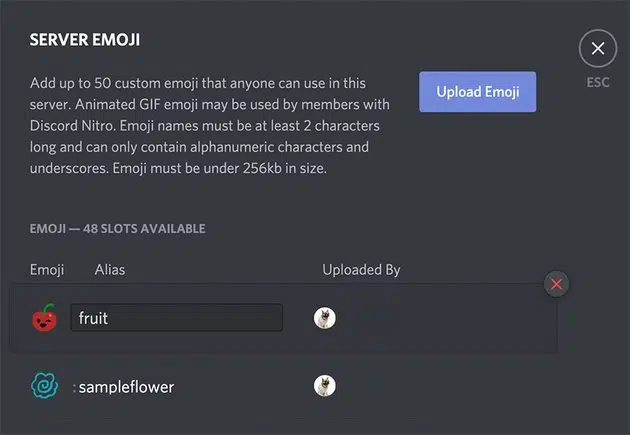 SERVER EMOJI
Add up to 50 custom emoji that anyone can use in this
server. Animated GIF emoji may be used by members with
Discord Nitro. Emoji names must be at least 2 characters
long and can only contain alphanumeric characters and
underscores. Emoji must be under 256kb in size.
Upload Emoji
ESC
EMOJI — 48 SLOTS AVAILABLE
Emoji Alias Uploaded By
fruit
:sampleflower